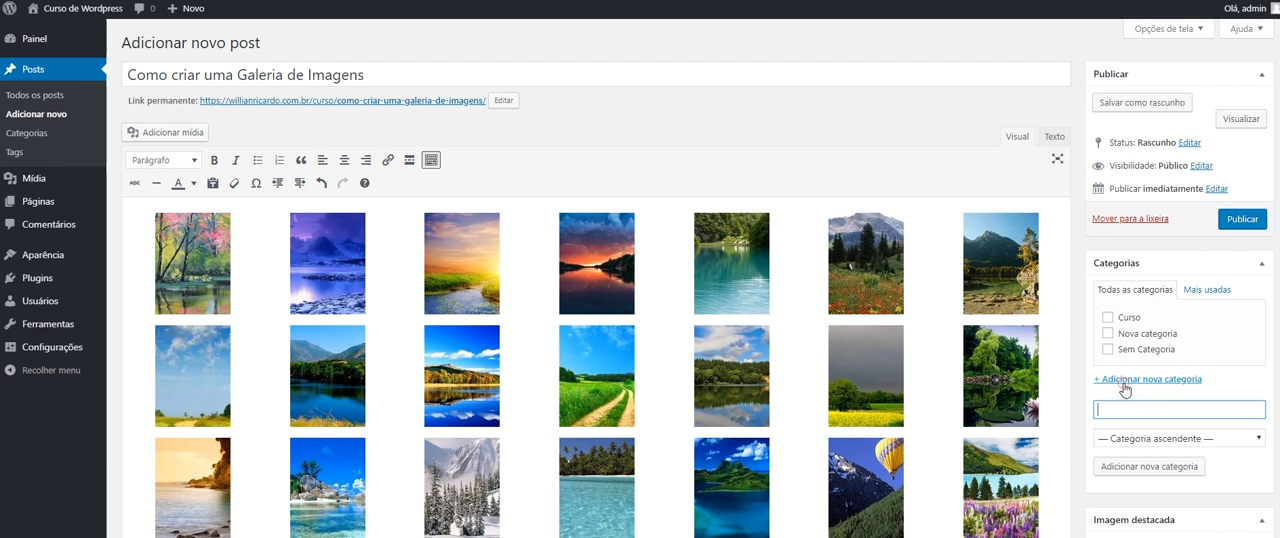 Curso de Wordpress 0 Novo Olá, admin
Opções de tela Ajuda
Painel
Posts
Todos os posts
Adicionar novo
Categorias
Tags
Mídia
Páginas
Comentários
Aparência
Plugins
Usuários
Ferramentas
Configurações
Recolher menu
Adicionar novo post
Como criar uma Galeria de Imagens
Link permanente: https://willianricardo.com.br/curso/como-criar-uma-galeria-de-imagens/ Editar
Adicionar mídia
Visual Texto
Parágrafo B I
ABC A
Publicar
Salvar como rascunho
Visualizar
Status: Rascunho Editar
Visibilidade: Público Editar
Publicar imediatamente Editar
Mover para a lixeira Publicar
Categorias
Todas as categorias Mais usadas
Curso
Nova categoria
Sem Categoria
+ Adicionar nova categoria
— Categoria ascendente —
Adicionar nova categoria
Imagem destacada